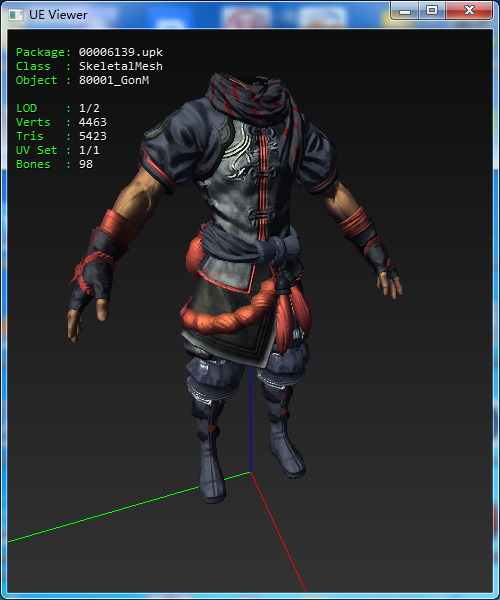 UE Viewer
Package: 00006139.upk
Class  : SkeletalMesh
Object : 80001_GonM
LOD    : 1/2
Verts  : 4463
Tris   : 5423
UV Set : 1/1
Bones  : 98